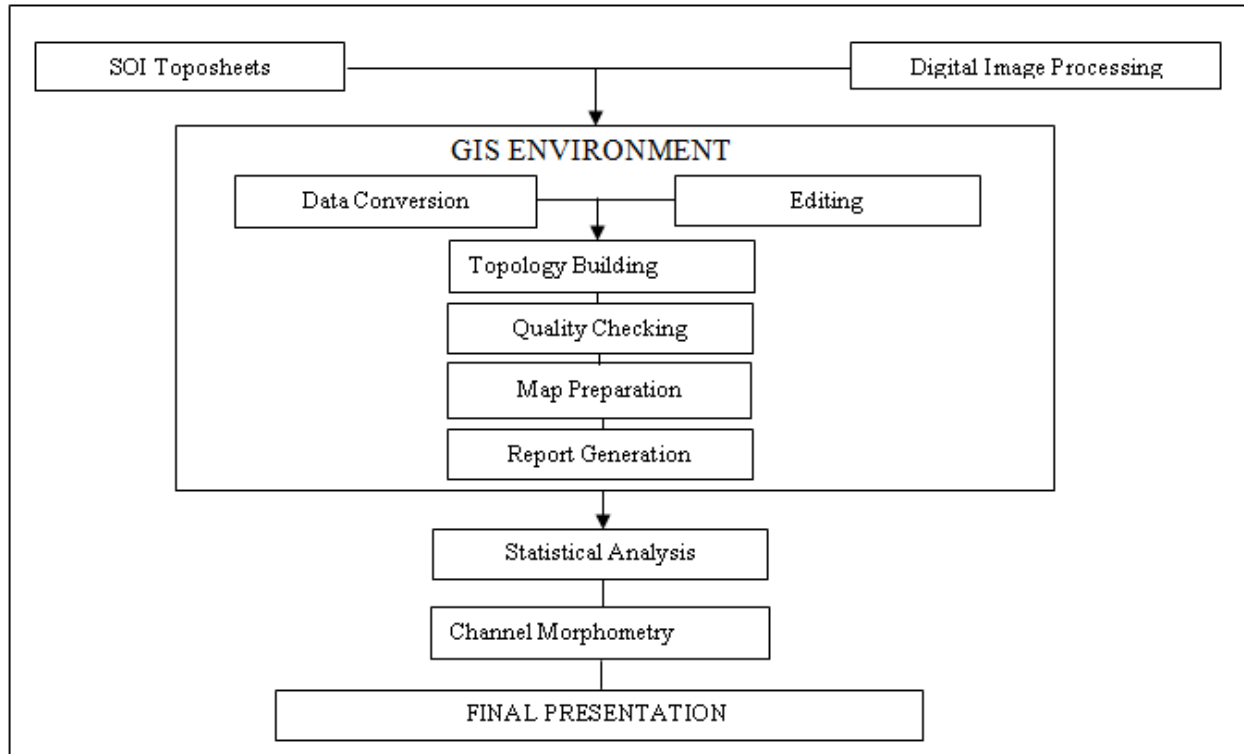 SOI Toposheets
Digital Image Processing
GIS ENVIRONMENT
Data Conversion
Editing
Topology Building
Quality Checking
Map Preparation
Report Generation
Statistical Analysis
Channel Morphometry
FINAL PRESENTATION